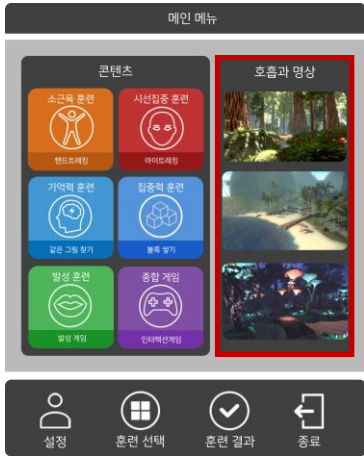 메인 메뉴
콘텐츠
호흡과 명상
소근육 훈련
시선집중 훈련
핸드트래킹
아이트래킹
기억력 훈련
집중력 훈련
같은 그림 찾기
블록 쌓기
발성 훈련
종합 게임
발성 게임
인터랙션게임
설정
훈련 선택
훈련 결과
종료